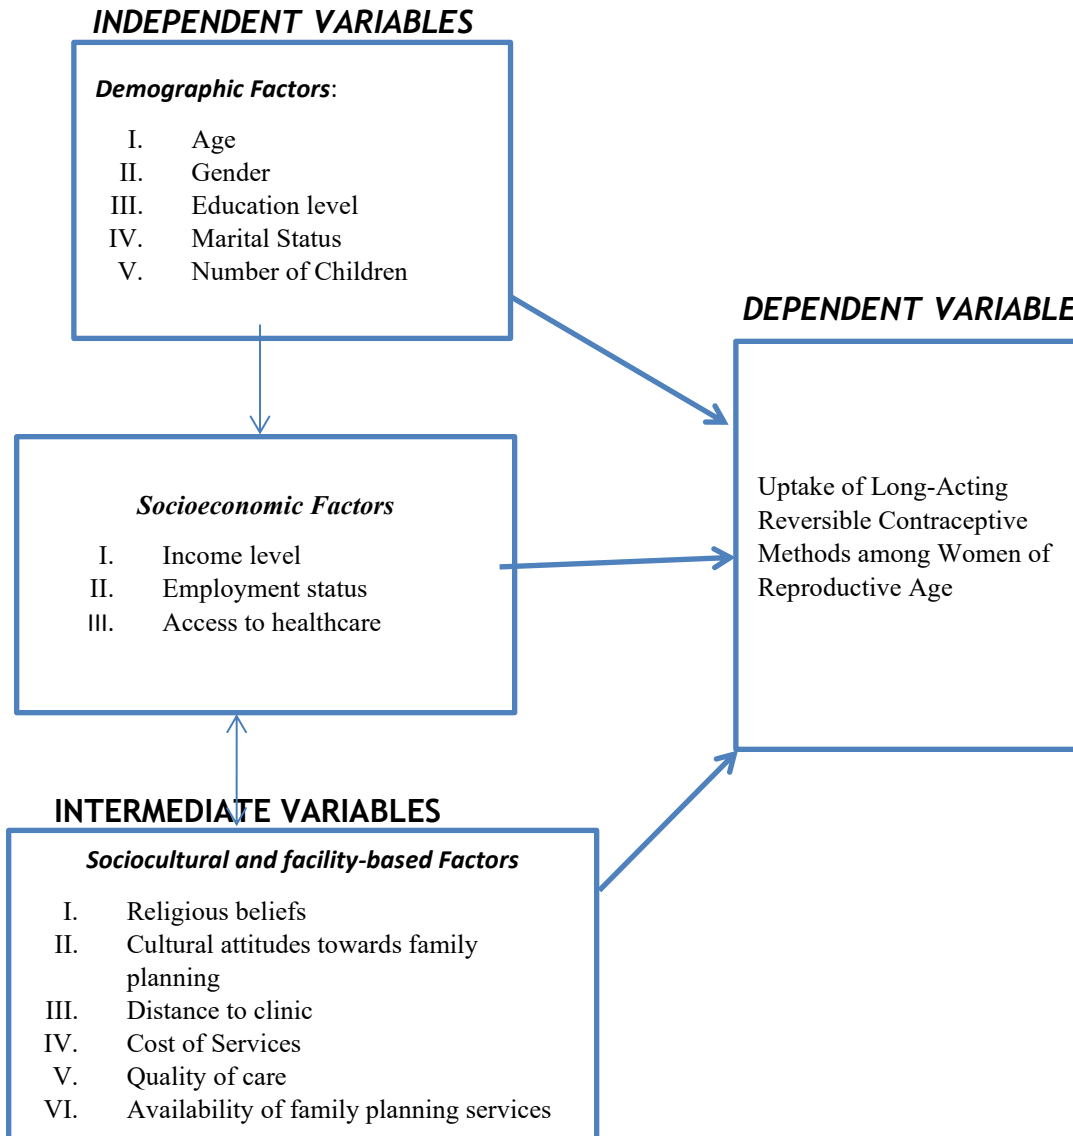 INDEPENDENT VARIABLES
Demographic Factors:
I. Age
II. Gender
III. Education level
IV. Marital Status
V. Number of Children
DEPENDENT VARIABLE
Socioeconomic Factors
I. Income level
II. Employment status
III. Access to healthcare
Uptake of Long-Acting
Reversible Contraceptive
Methods among Women of
Reproductive Age
INTERMEDIATE VARIABLES
Sociocultural and facility-based Factors
I. Religious beliefs
II. Cultural attitudes towards family
planning
III. Distance to clinic
IV. Cost of Services
V. Quality of care
VI. Availability of family planning services